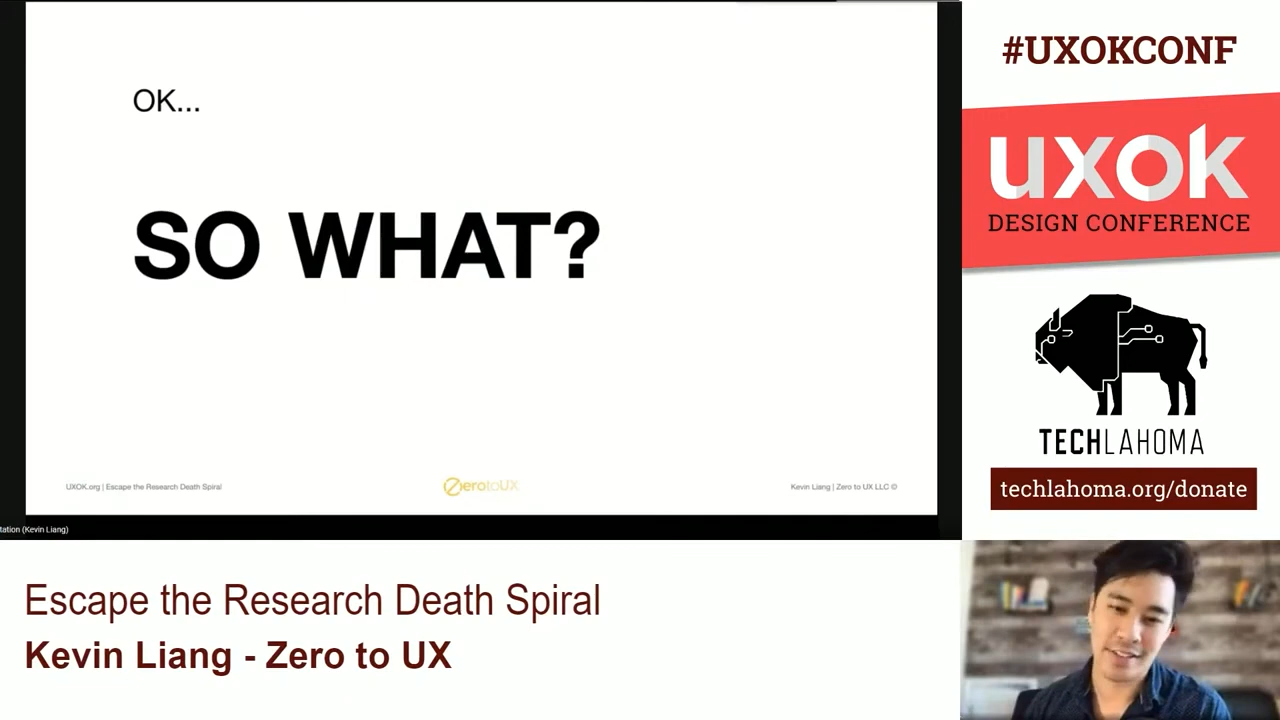 OK...
SO WHAT?
UXOK.org | Escape the Research Death Spiral
ZerotoUX
Kevin Liang | Zero to UX LLC ©
tation (Kevin Liang)
#UXOKCONF
uxok
DESIGN CONFERENCE
TECHLAHOMA
techlahoma.org/donate
Escape the Research Death Spiral
Kevin Liang - Zero to UX